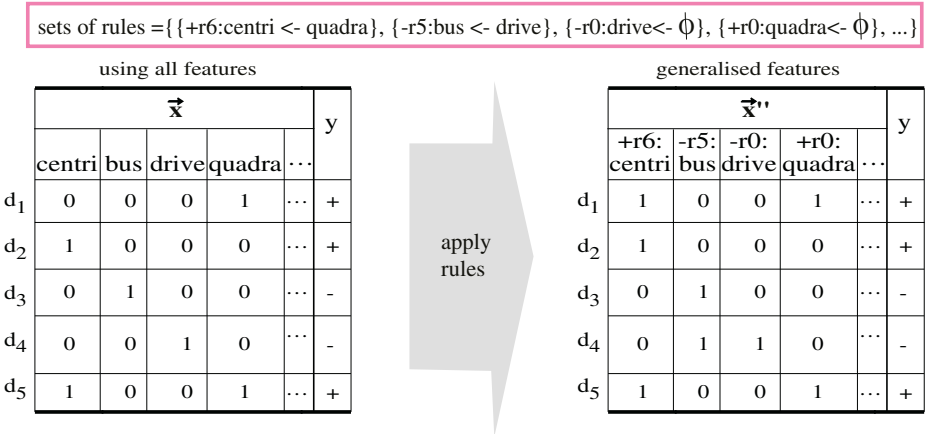 sets of rules ={{+r6:centri <- quadra}, {-r5:bus <- drive}, {-r0:drive<- ϕ}, {+r0:quadra<- ϕ}, ...}
using all features
x⃗ y
centri bus drive quadra ...
d1 0 0 0 1 ... +
d2 1 0 0 0 ... +
d3 0 1 0 0 ... -
d4 0 0 1 0 ... -
d5 1 0 0 1 ... +
apply
rules
generalised features
x⃗'' y
+r6: -r5: -r0: +r0:
centri bus drive quadra ...
d1 1 0 0 1 ... +
d2 1 0 0 0 ... +
d3 0 1 0 0 ... -
d4 0 1 1 0 ... -
d5 1 0 0 1 ... +